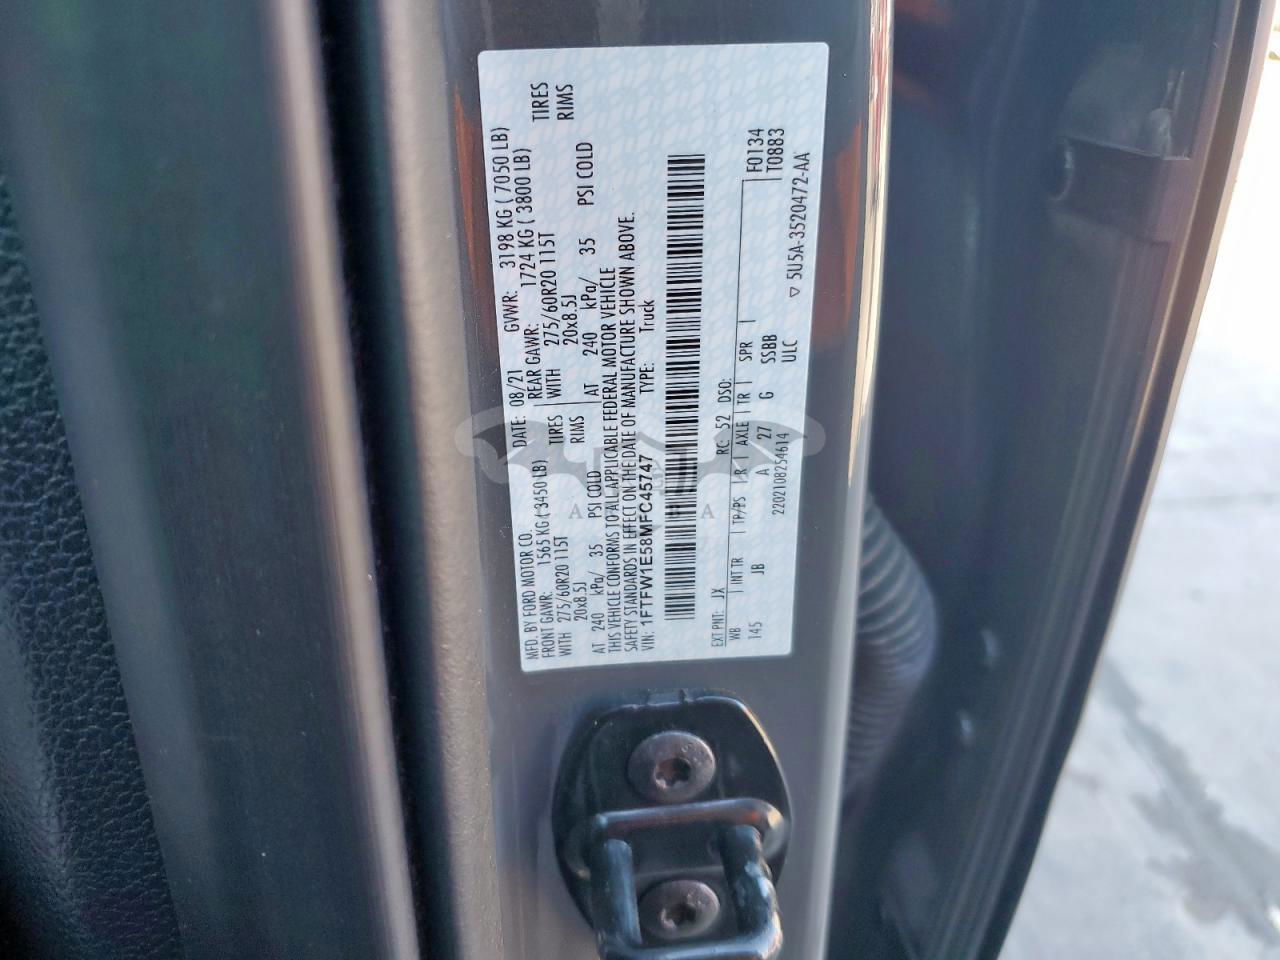 MFD. BY FORD MOTOR CO.
DATE: 08/21 GVWR: 3198 KG ( 7050 LB)
FRONT GAWR: 1565 KG ( 3450 LB) REAR GAWR: 1724 KG ( 3800 LB)
WITH 275/60R20 115T TIRES WITH 275/60R20 115T TIRES
20x8.5J RIMS 20x8.5J RIMS
AT 240 kPa/ 35 PSI COLD AT 240 kPa/ 35 PSI COLD
THIS VEHICLE CONFORMS TO ALL APPLICABLE FEDERAL MOTOR VEHICLE
SAFETY STANDARDS IN EFFECT ON THE DATE OF MANUFACTURE SHOWN ABOVE.
VIN: 1FTFW1E58MFC45747 TYPE: Truck
EXT PNT: JX RC: 52 DSO: F0134
WB INT TR TP/PS R AXLE TR SPR T0883
145 JB A 27 G SSBB
2202108254614 ULC ▽ 5U5A-3520472-AA